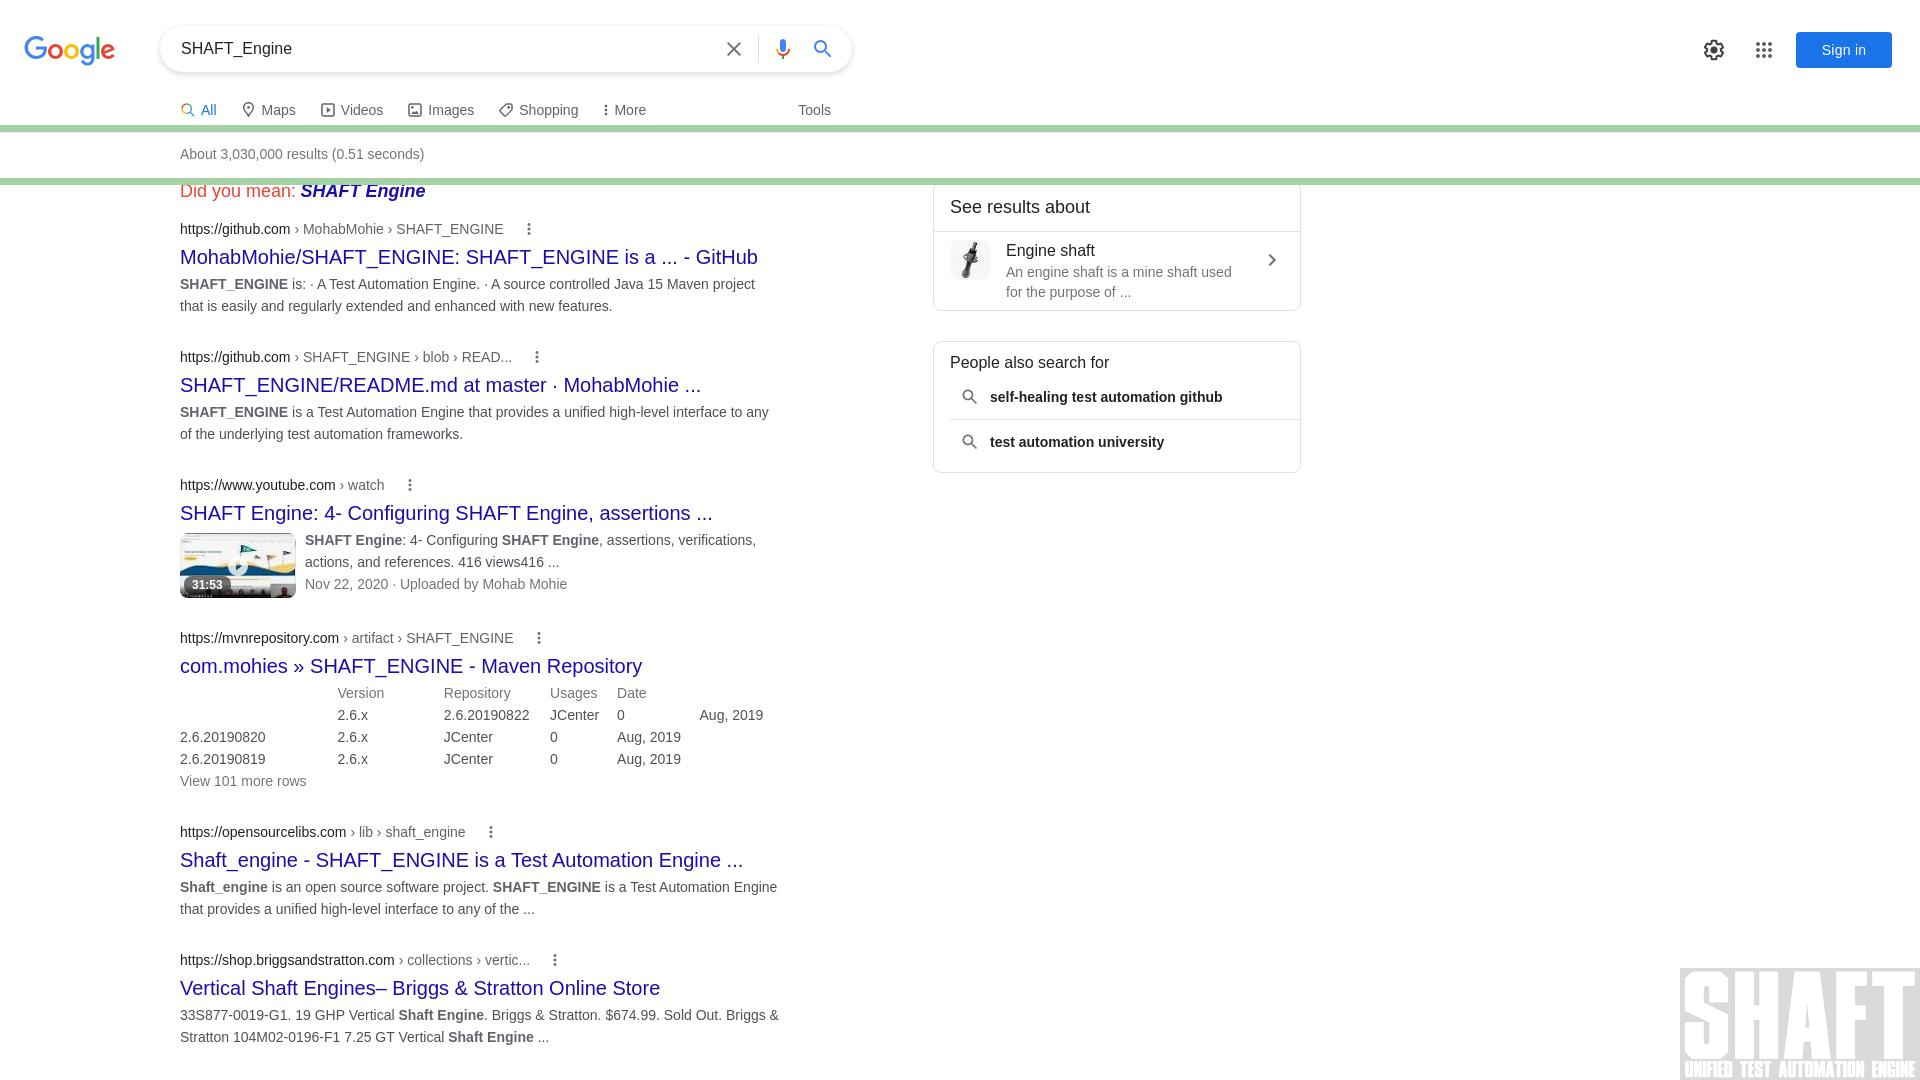 Google
SHAFT_Engine
Sign in
All Maps Videos Images Shopping More Tools
About 3,030,000 results (0.51 seconds)
Did you mean: SHAFT Engine
https://github.com › MohabMohie › SHAFT_ENGINE
MohabMohie/SHAFT_ENGINE: SHAFT_ENGINE is a ... - GitHub
SHAFT_ENGINE is: · A Test Automation Engine. · A source controlled Java 15 Maven project
that is easily and regularly extended and enhanced with new features.
https://github.com › SHAFT_ENGINE › blob › READ...
SHAFT_ENGINE/README.md at master · MohabMohie ...
SHAFT_ENGINE is a Test Automation Engine that provides a unified high-level interface to any
of the underlying test automation frameworks.
https://www.youtube.com › watch
SHAFT Engine: 4- Configuring SHAFT Engine, assertions ...
31:53
SHAFT Engine: 4- Configuring SHAFT Engine, assertions, verifications,
actions, and references. 416 views416 ...
Nov 22, 2020 · Uploaded by Mohab Mohie
https://mvnrepository.com › artifact › SHAFT_ENGINE
com.mohies » SHAFT_ENGINE - Maven Repository
Version Repository Usages Date
2.6.x 2.6.20190822 JCenter 0 Aug, 2019
2.6.20190820 2.6.x JCenter 0 Aug, 2019
2.6.20190819 2.6.x JCenter 0 Aug, 2019
View 101 more rows
https://opensourcelibs.com › lib › shaft_engine
Shaft_engine - SHAFT_ENGINE is a Test Automation Engine ...
Shaft_engine is an open source software project. SHAFT_ENGINE is a Test Automation Engine
that provides a unified high-level interface to any of the ...
https://shop.briggsandstratton.com › collections › vertic...
Vertical Shaft Engines– Briggs & Stratton Online Store
33S877-0019-G1. 19 GHP Vertical Shaft Engine. Briggs & Stratton. $674.99. Sold Out. Briggs &
Stratton 104M02-0196-F1 7.25 GT Vertical Shaft Engine ...
See results about
Engine shaft
An engine shaft is a mine shaft used
for the purpose of ...
People also search for
self-healing test automation github
test automation university
SHAFT
UNIFIED TEST AUTOMATION ENGINE